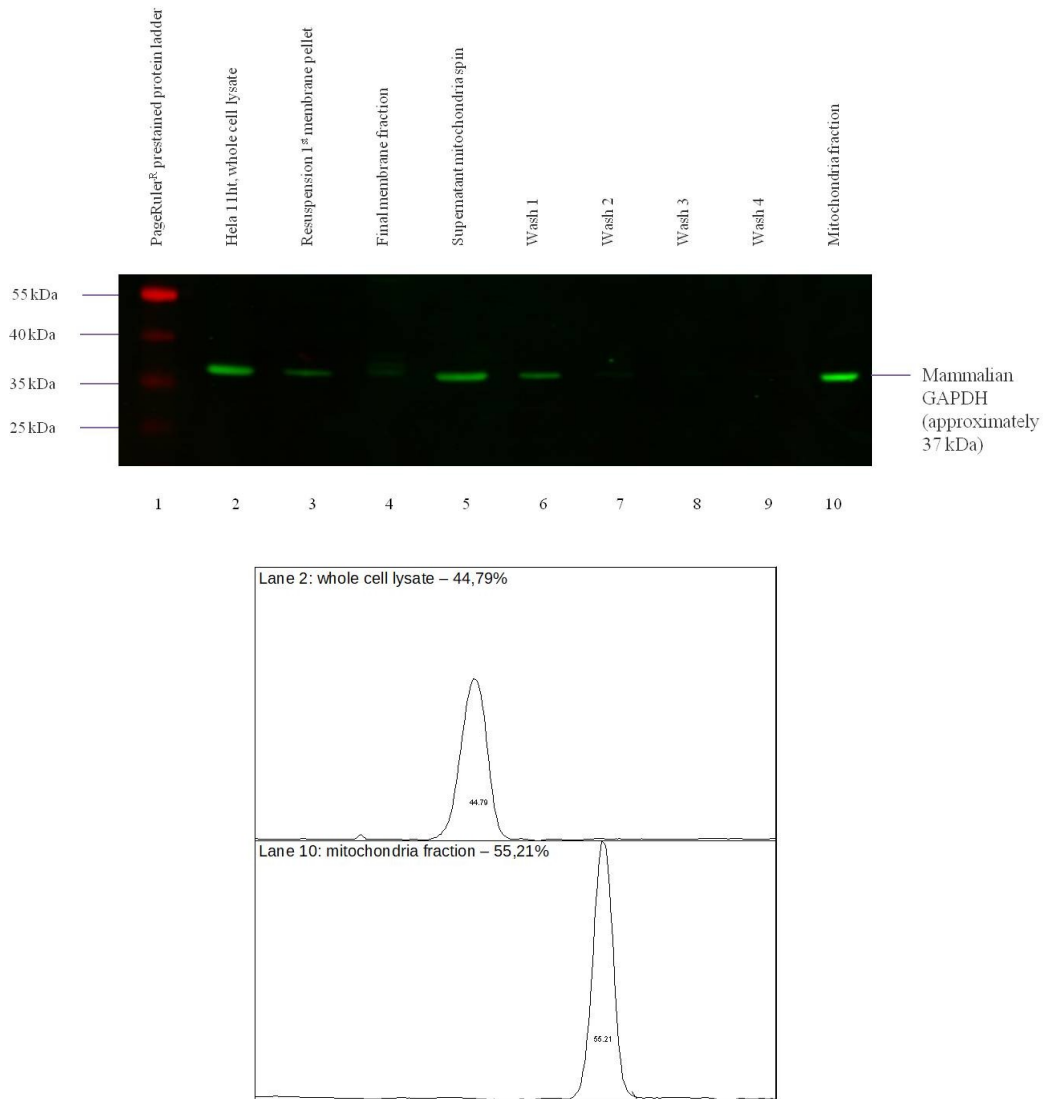 PageRulerR prestained protein ladder
Hela 11ht, whole cell lysate
Resuspension 1st membrane pellet
Final membrane fraction
Supernatant mitochondria spin
Wash 1
Wash 2
Wash 3
Wash 4
Mitochondria fraction
55 kDa
40 kDa
35 kDa
25 kDa
Mammalian
GAPDH
(approximately
37 kDa)
1 2 3 4 5 6 7 8 9 10
Lane 2: whole cell lysate – 44,79%
44.79
Lane 10: mitochondria fraction – 55,21%
55.21